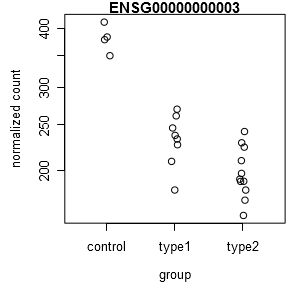 ENSG00000000003
400
300
250
200
normalized count
control
type1
type2
group